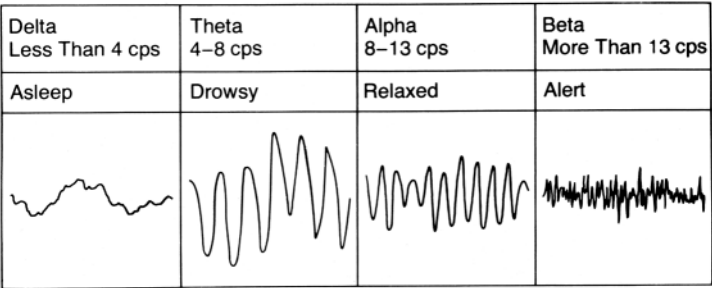 Delta
Less Than 4 cps
Theta
4–8 cps
Alpha
8–13 cps
Beta
More Than 13 cps
Asleep
Drowsy
Relaxed
Alert